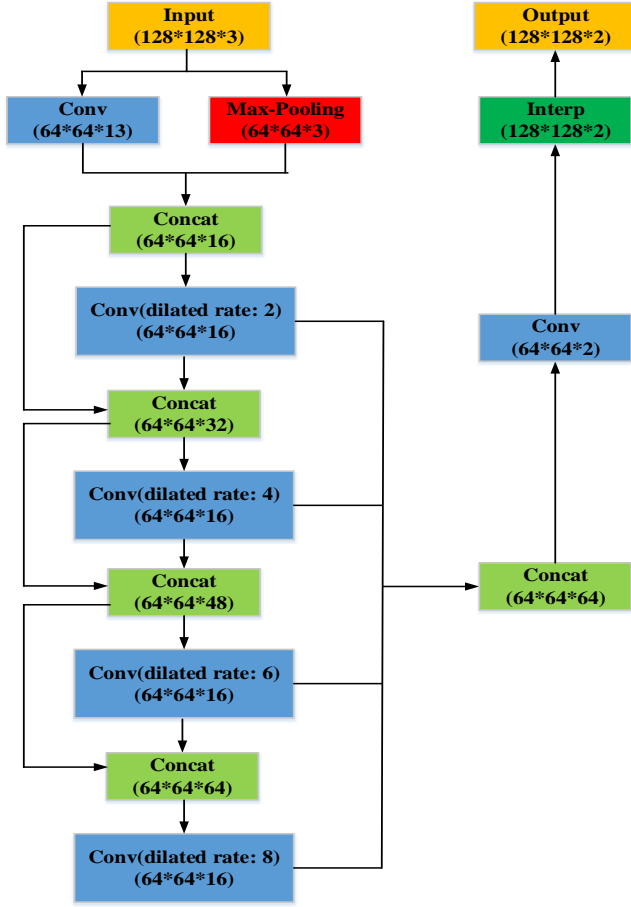 Input
(128*128*3)
Conv
(64*64*13)
Max-Pooling
(64*64*3)
Concat
(64*64*16)
Conv(dilated rate: 2)
(64*64*16)
Concat
(64*64*32)
Conv(dilated rate: 4)
(64*64*16)
Concat
(64*64*48)
Conv(dilated rate: 6)
(64*64*16)
Concat
(64*64*64)
Conv(dilated rate: 8)
(64*64*16)
Output
(128*128*2)
Interp
(128*128*2)
Conv
(64*64*2)
Concat
(64*64*64)